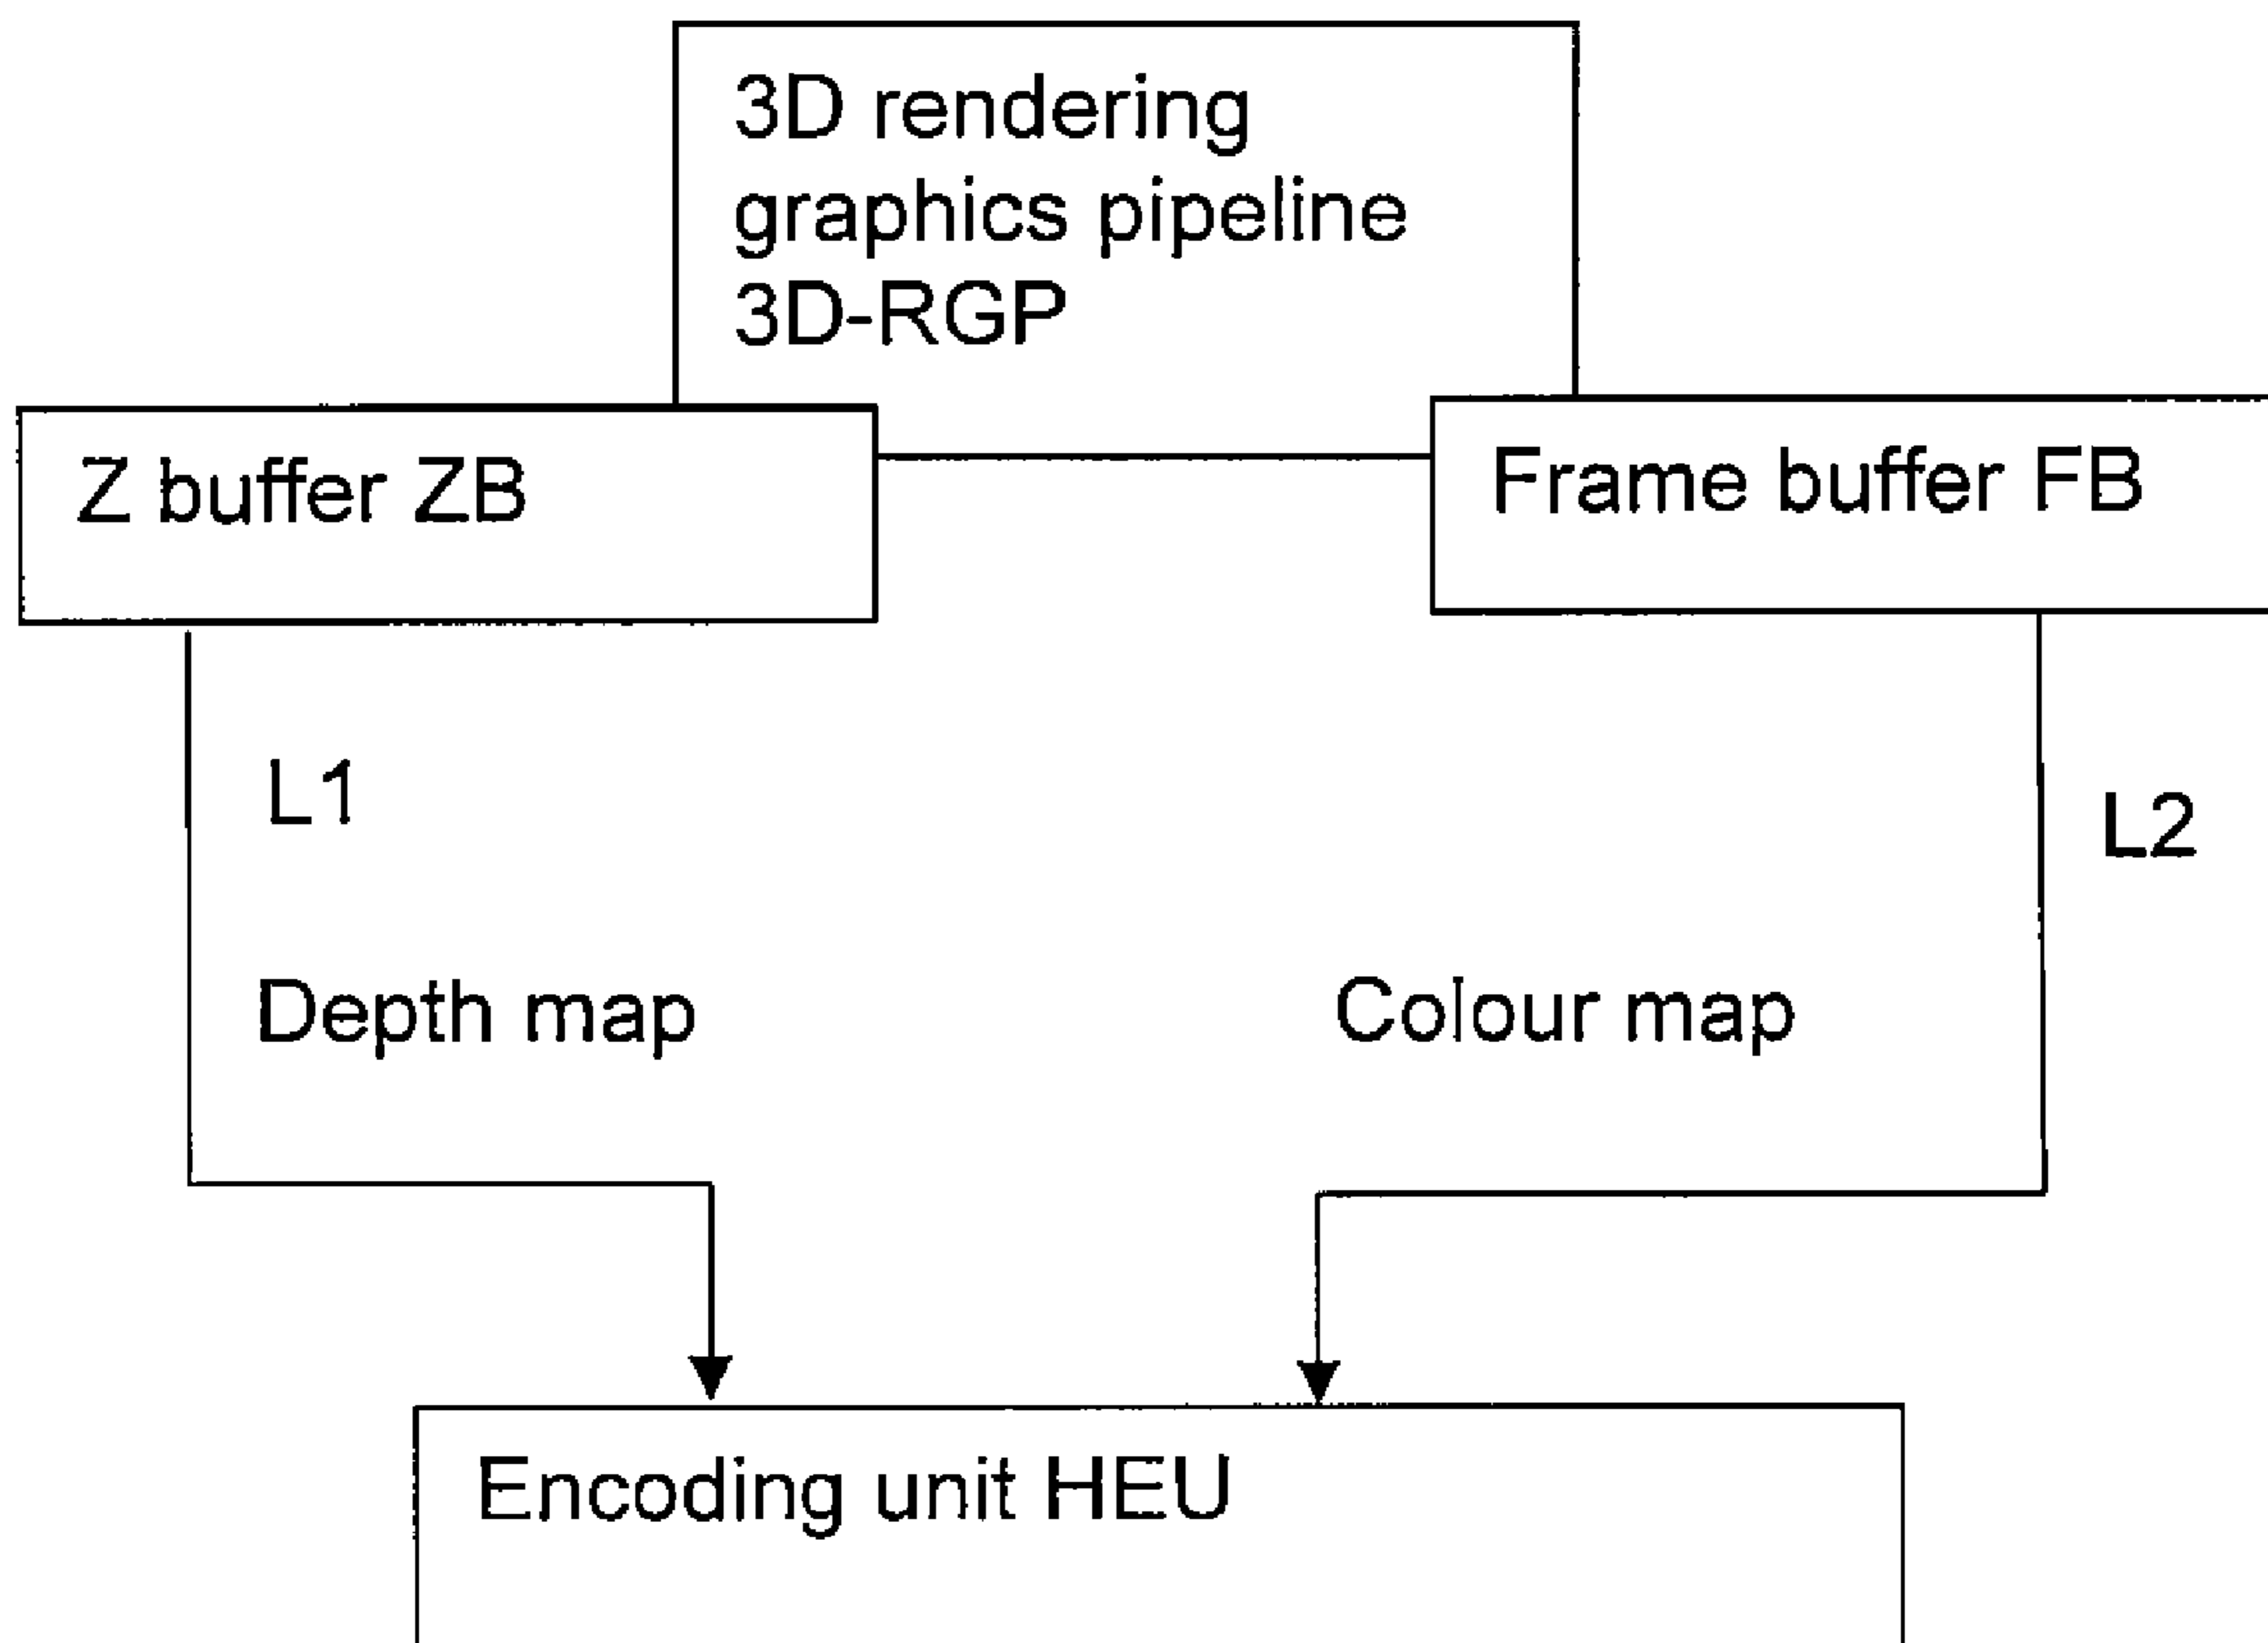 3D rendering
graphics pipeline
3D-RGP
Z buffer ZB
Frame buffer FB
L1
L2
Depth map
Colour map
Encoding unit HEU